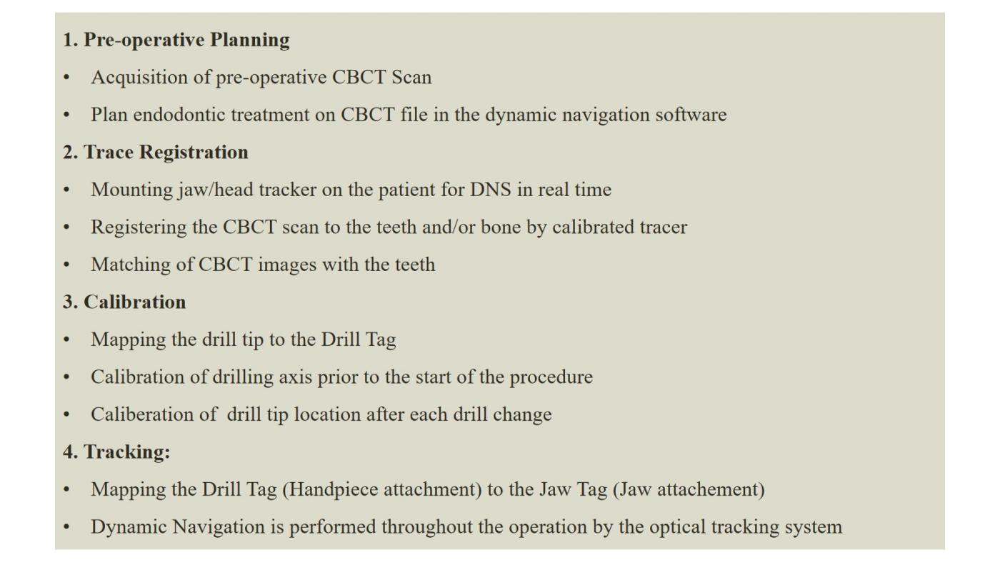 1. Pre-operative Planning
• Acquisition of pre-operative CBCT Scan
• Plan endodontic treatment on CBCT file in the dynamic navigation software
2. Trace Registration
• Mounting jaw/head tracker on the patient for DNS in real time
• Registering the CBCT scan to the teeth and/or bone by calibrated tracer
• Matching of CBCT images with the teeth
3. Calibration
• Mapping the drill tip to the Drill Tag
• Calibration of drilling axis prior to the start of the procedure
• Caliberation of  drill tip location after each drill change
4. Tracking:
• Mapping the Drill Tag (Handpiece attachment) to the Jaw Tag (Jaw attachement)
• Dynamic Navigation is performed throughout the operation by the optical tracking system